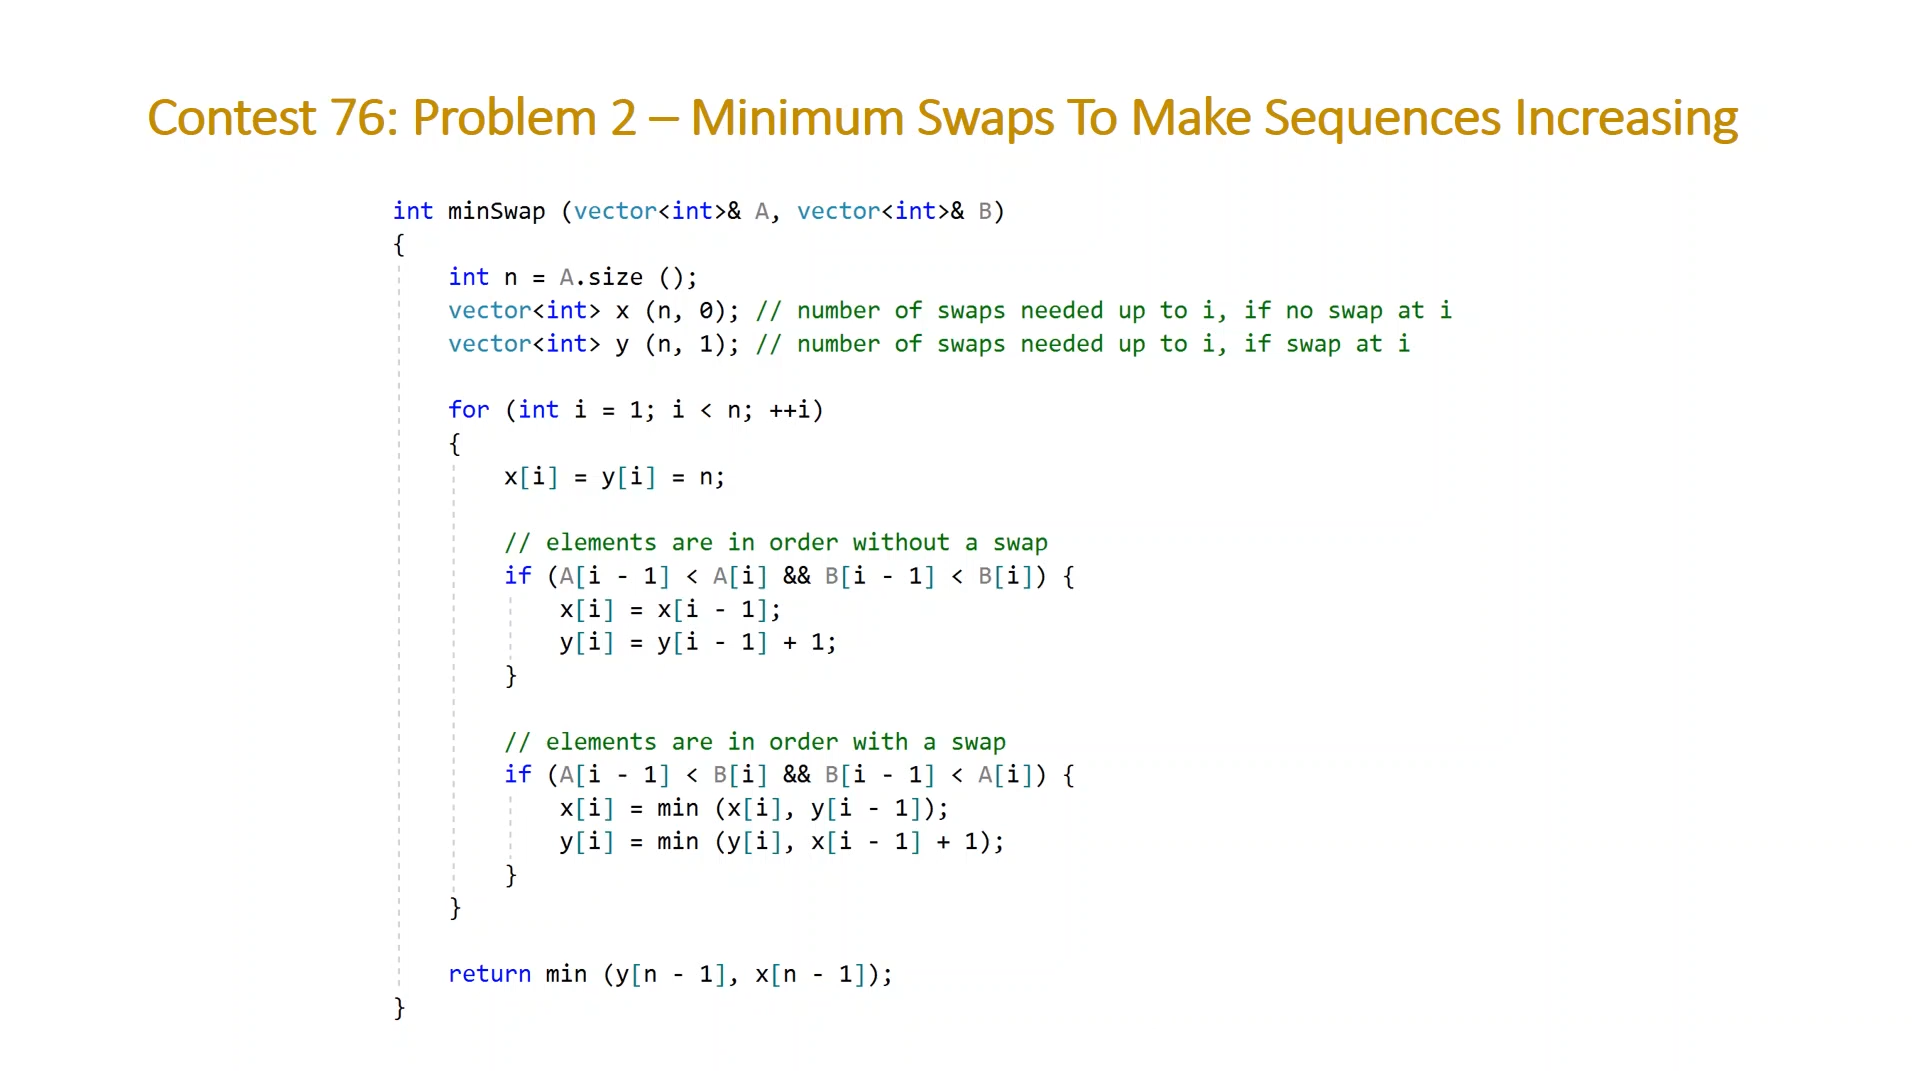 Contest 76: Problem 2 – Minimum Swaps To Make Sequences Increasing
int minSwap (vector<int>& A, vector<int>& B)
{
    int n = A.size ();
    vector<int> x (n, 0); // number of swaps needed up to i, if no swap at i
    vector<int> y (n, 1); // number of swaps needed up to i, if swap at i
    for (int i = 1; i < n; ++i)
    {
        x[i] = y[i] = n;
        // elements are in order without a swap
        if (A[i - 1] < A[i] && B[i - 1] < B[i]) {
            x[i] = x[i - 1];
            y[i] = y[i - 1] + 1;
        }
        // elements are in order with a swap
        if (A[i - 1] < B[i] && B[i - 1] < A[i]) {
            x[i] = min (x[i], y[i - 1]);
            y[i] = min (y[i], x[i - 1] + 1);
        }
    }
    return min (y[n - 1], x[n - 1]);
}